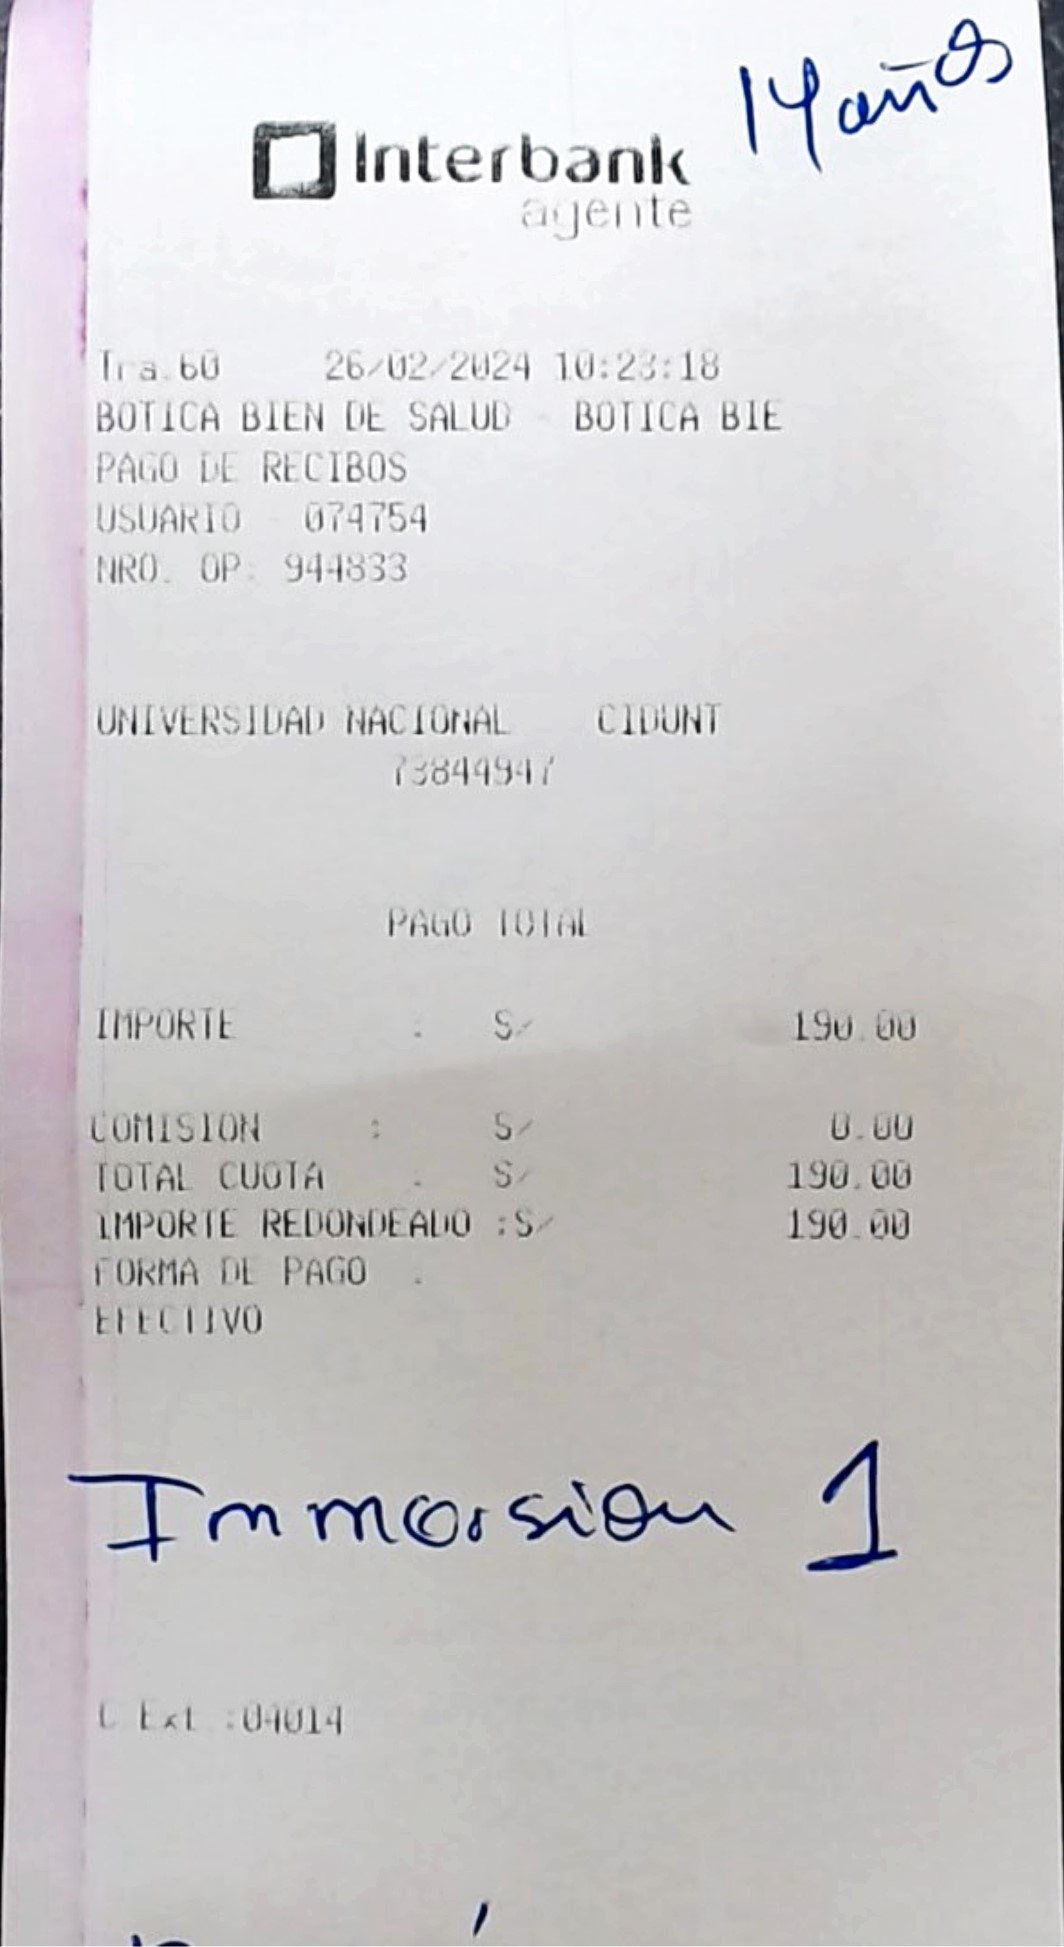 14 años
Interbank
agente
Tra.60 26/02/2024 10:23:18
BOTICA BIEN DE SALUD - BOTICA BIE
PAGO DE RECIBOS
USUARIO 074754
NRO. OP. 944833
UNIVERSIDAD NACIONAL CIDUNT
73844947
PAGO TOTAL
IMPORTE : S/ 190.00
COMISION : S/ 0.00
TOTAL CUOTA : S/ 190.00
IMPORTE REDONDEADO :S/ 190.00
FORMA DE PAGO :
EFECTIVO
Inmersion 1
C Ext :04014